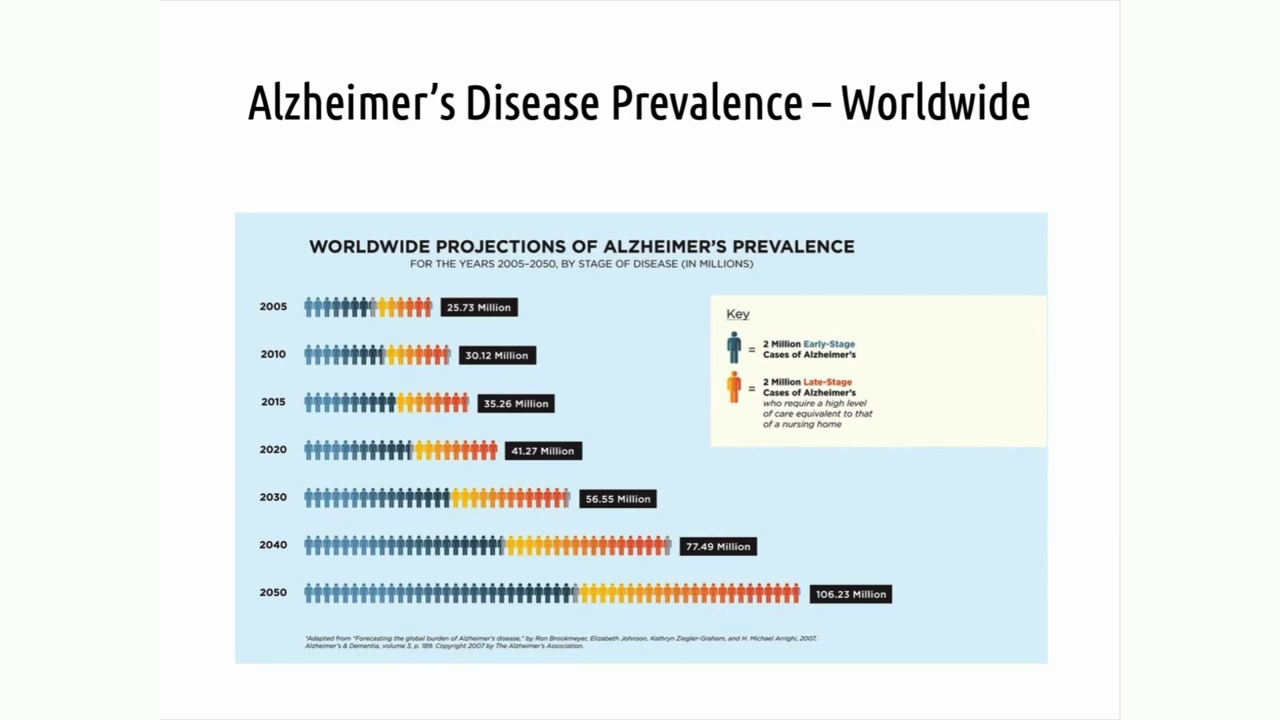 Alzheimer's Disease Prevalence – Worldwide
WORLDWIDE PROJECTIONS OF ALZHEIMER'S PREVALENCE
FOR THE YEARS 2005–2050, BY STAGE OF DISEASE (IN MILLIONS)
2005 25.73 Million
2010 30.12 Million
2015 35.26 Million
2020 41.27 Million
2030 56.55 Million
2040 77.49 Million
2050 106.23 Million
Key
= 2 Million Early-Stage
Cases of Alzheimer's
= 2 Million Late-Stage
Cases of Alzheimer's
who require a high level
of care equivalent to that
of a nursing home
*Adapted from "Forecasting the global burden of Alzheimer's disease," by Ron Brookmeyer, Elizabeth Johnson, Kathryn Ziegler-Graham, and H. Michael Arrighi, 2007,
Alzheimer's & Dementia, volume 3, p. 189. Copyright 2007 by The Alzheimer's Association.